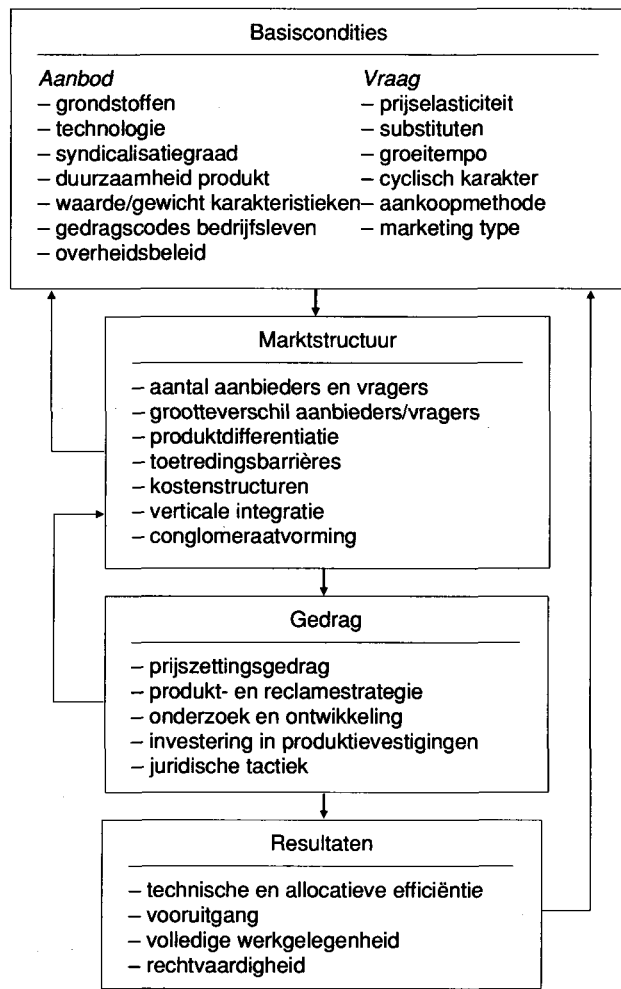 Basiscondities
Aanbod
– grondstoffen
– technologie
– syndicalisatiegraad
– duurzaamheid produkt
– waarde/gewicht karakteristieken
– gedragscodes bedrijfsleven
– overheidsbeleid
Vraag
– prijselasticiteit
– substituten
– groeitempo
– cyclisch karakter
– aankoopmethode
– marketing type
Marktstructuur
– aantal aanbieders en vragers
– grootteverschil aanbieders/vragers
– produktdifferentiatie
– toetredingsbarrières
– kostenstructuren
– verticale integratie
– conglomeraatvorming
Gedrag
– prijszettingsgedrag
– produkt- en reclamestrategie
– onderzoek en ontwikkeling
– investering in produktievestigingen
– juridische tactiek
Resultaten
– technische en allocatieve efficiëntie
– vooruitgang
– volledige werkgelegenheid
– rechtvaardigheid